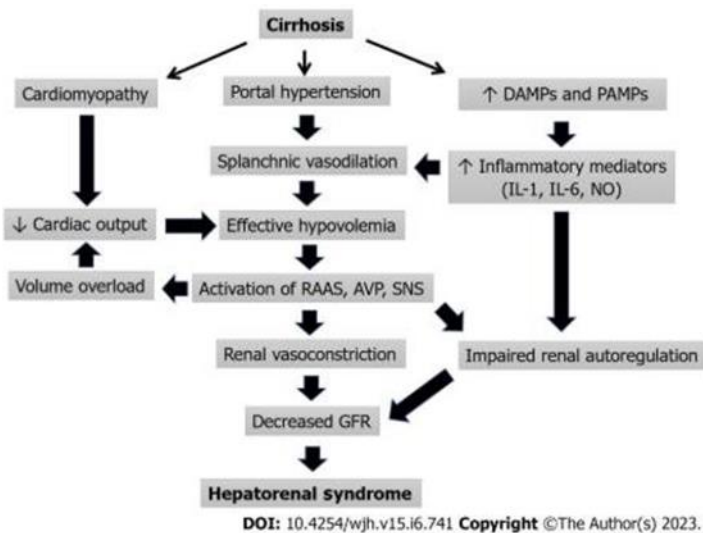 Cirrhosis
Cardiomyopathy
Portal hypertension
↑ DAMPs and PAMPs
Splanchnic vasodilation
↑ Inflammatory mediators
(IL-1, IL-6, NO)
↓ Cardiac output
Effective hypovolemia
Volume overload
Activation of RAAS, AVP, SNS
Renal vasoconstriction
Impaired renal autoregulation
Decreased GFR
Hepatorenal syndrome
DOI: 10.4254/wjh.v15.i6.741 Copyright ©The Author(s) 2023.